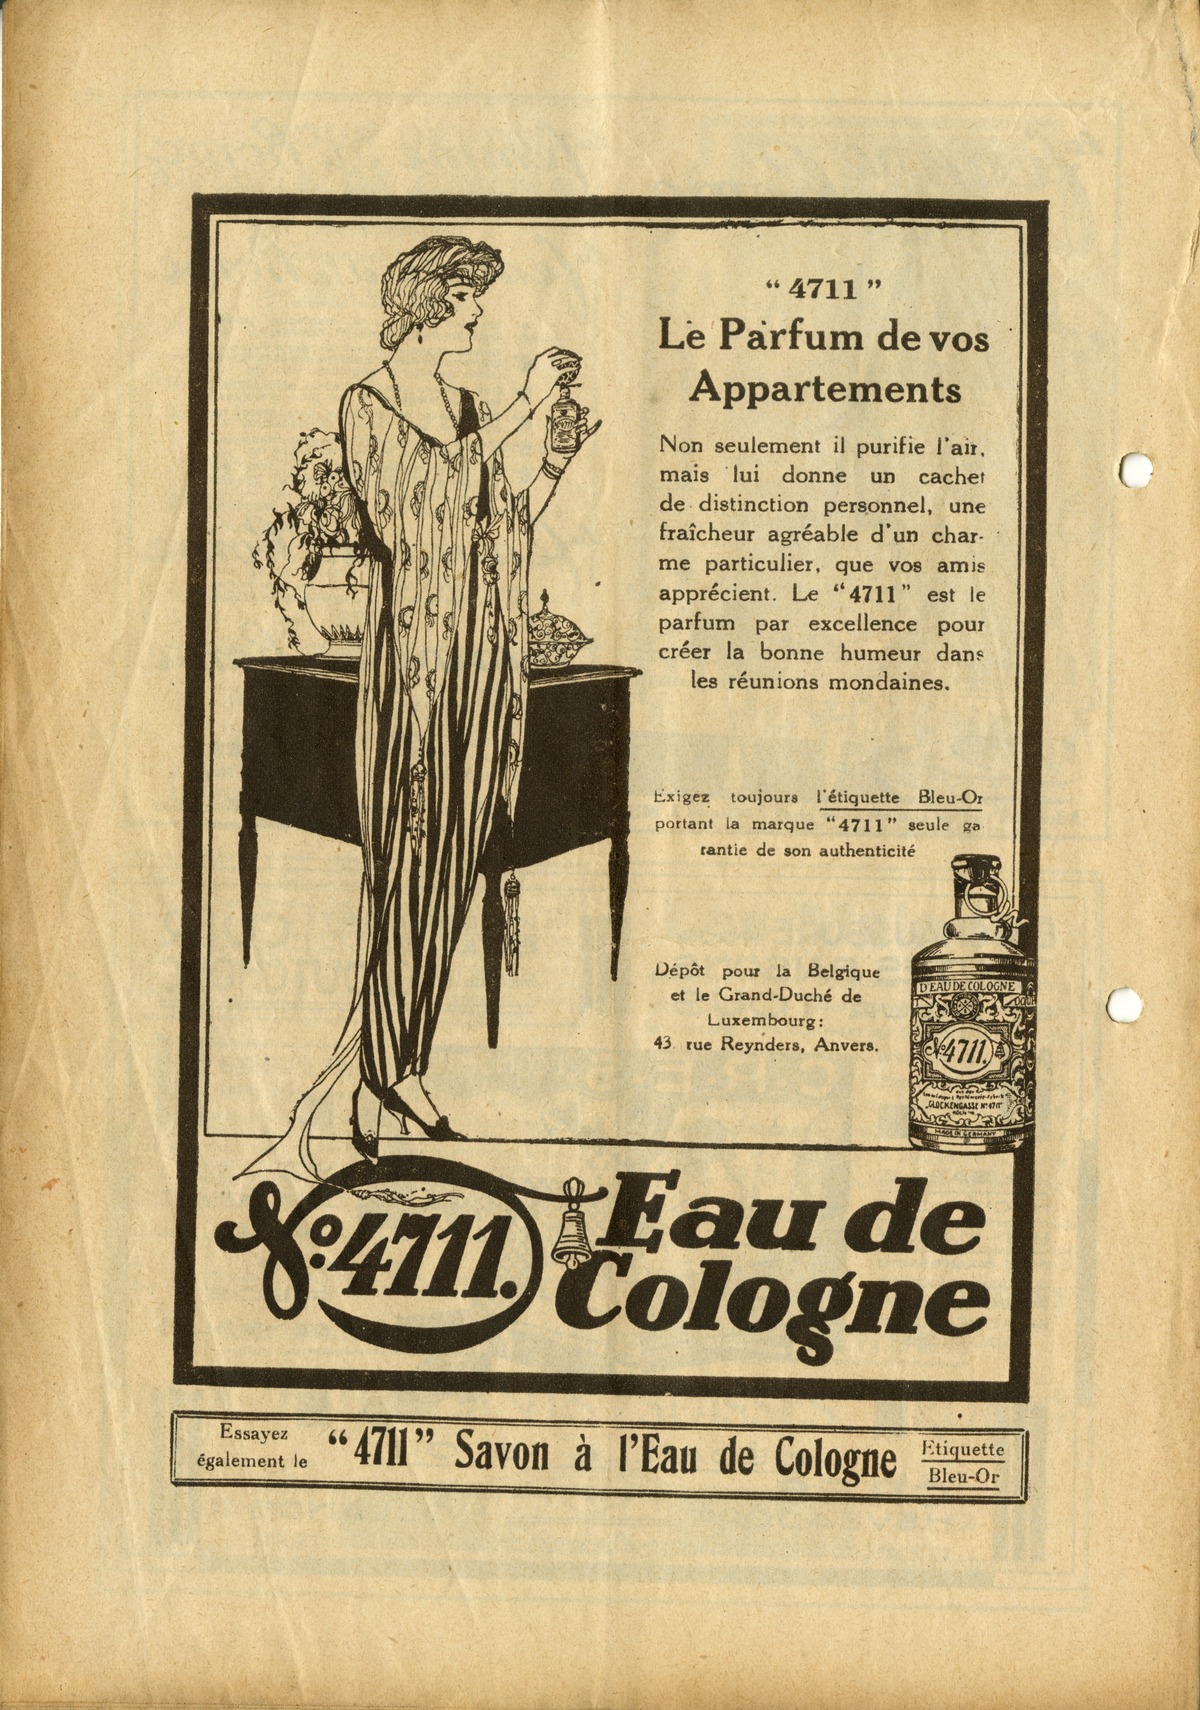 “ 4711 ”
Le Parfum de vos
Appartements
Non seulement il purifie l'air,
mais lui donne un cachet
de distinction personnel, une
fraîcheur agréable d'un char-
me particulier, que vos amis
apprécient. Le “4711” est le
parfum par excellence pour
créer la bonne humeur dans
les réunions mondaines.
Exigez toujours l'étiquette Bleu-Or
portant la marque “4711” seule ga
rantie de son authenticité
Dépôt pour la Belgique
et le Grand-Duché de
Luxembourg:
43 rue Reynders, Anvers.
D'EAU DE COLOGNE
No 4711.
GLOCKENGASSE No 4711
KÖLN
MADE IN GERMANY
No. 4711.
Eau de
Cologne
Essayez
également le
“4711” Savon à l'Eau de Cologne
Etiquette
Bleu-Or